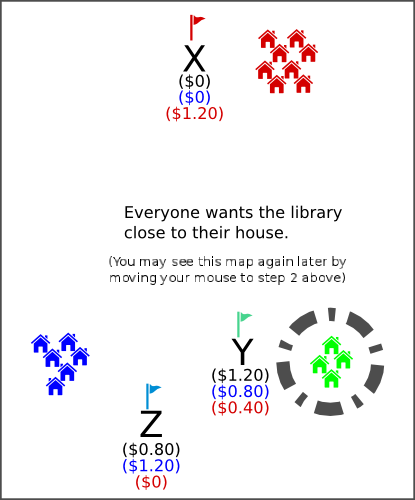 X
($0)
($0)
($1.20)
Everyone wants the library
close to their house.
(You may see this map again later by
moving your mouse to step 2 above)
Y
($1.20)
($0.80)
($0.40)
Z
($0.80)
($1.20)
($0)